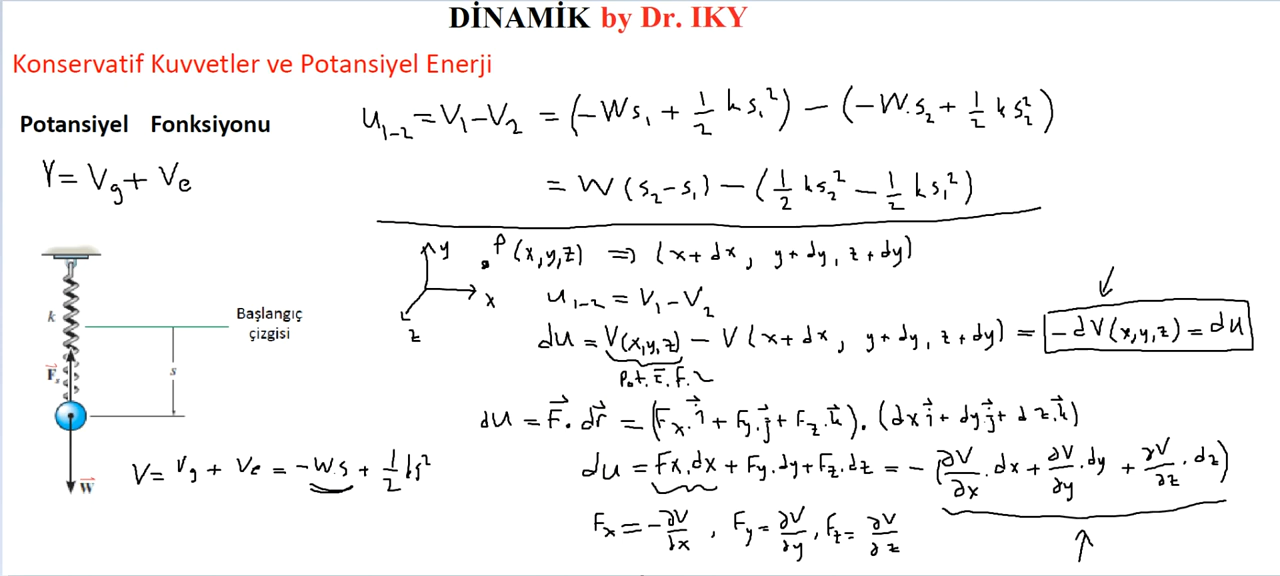 DİNAMİK by Dr. IKY
Konservatif Kuvvetler ve Potansiyel Enerji
Potansiyel Fonksiyonu
V = Vg + Ve
U₁₋₂ = V₁ - V₂ = (-Ws₁ + 1/2 ks₁²) - (-W.s₂ + 1/2 ks₂²)
= W(s₂ - s₁) - (1/2 ks₂² - 1/2 ks₁²)
y
x
z
P(x,y,z) ⇒ (x+dx, y+dy, z+dy)
U₁₋₂ = V₁ - V₂
du = V(x,y,z) - V(x+dx, y+dy, z+dy) = -dV(x,y,z) = du
Pot. E. F.
k
Başlangıç
çizgisi
F⃗s
s
W⃗
V = Vg + Ve = -W.s + 1/2 ks²
du = F⃗. dr⃗ = (Fx.i⃗ + Fy.j⃗ + Fz.k⃗). (dx i⃗ + dy.j⃗ + dz.k⃗)
du = Fx.dx + Fy.dy + Fz.dz = -(∂V/∂x . dx + ∂V/∂y . dy + ∂V/∂z . dz)
Fx = -∂V/∂x , Fy = ∂V/∂y , Fz = ∂V/∂z